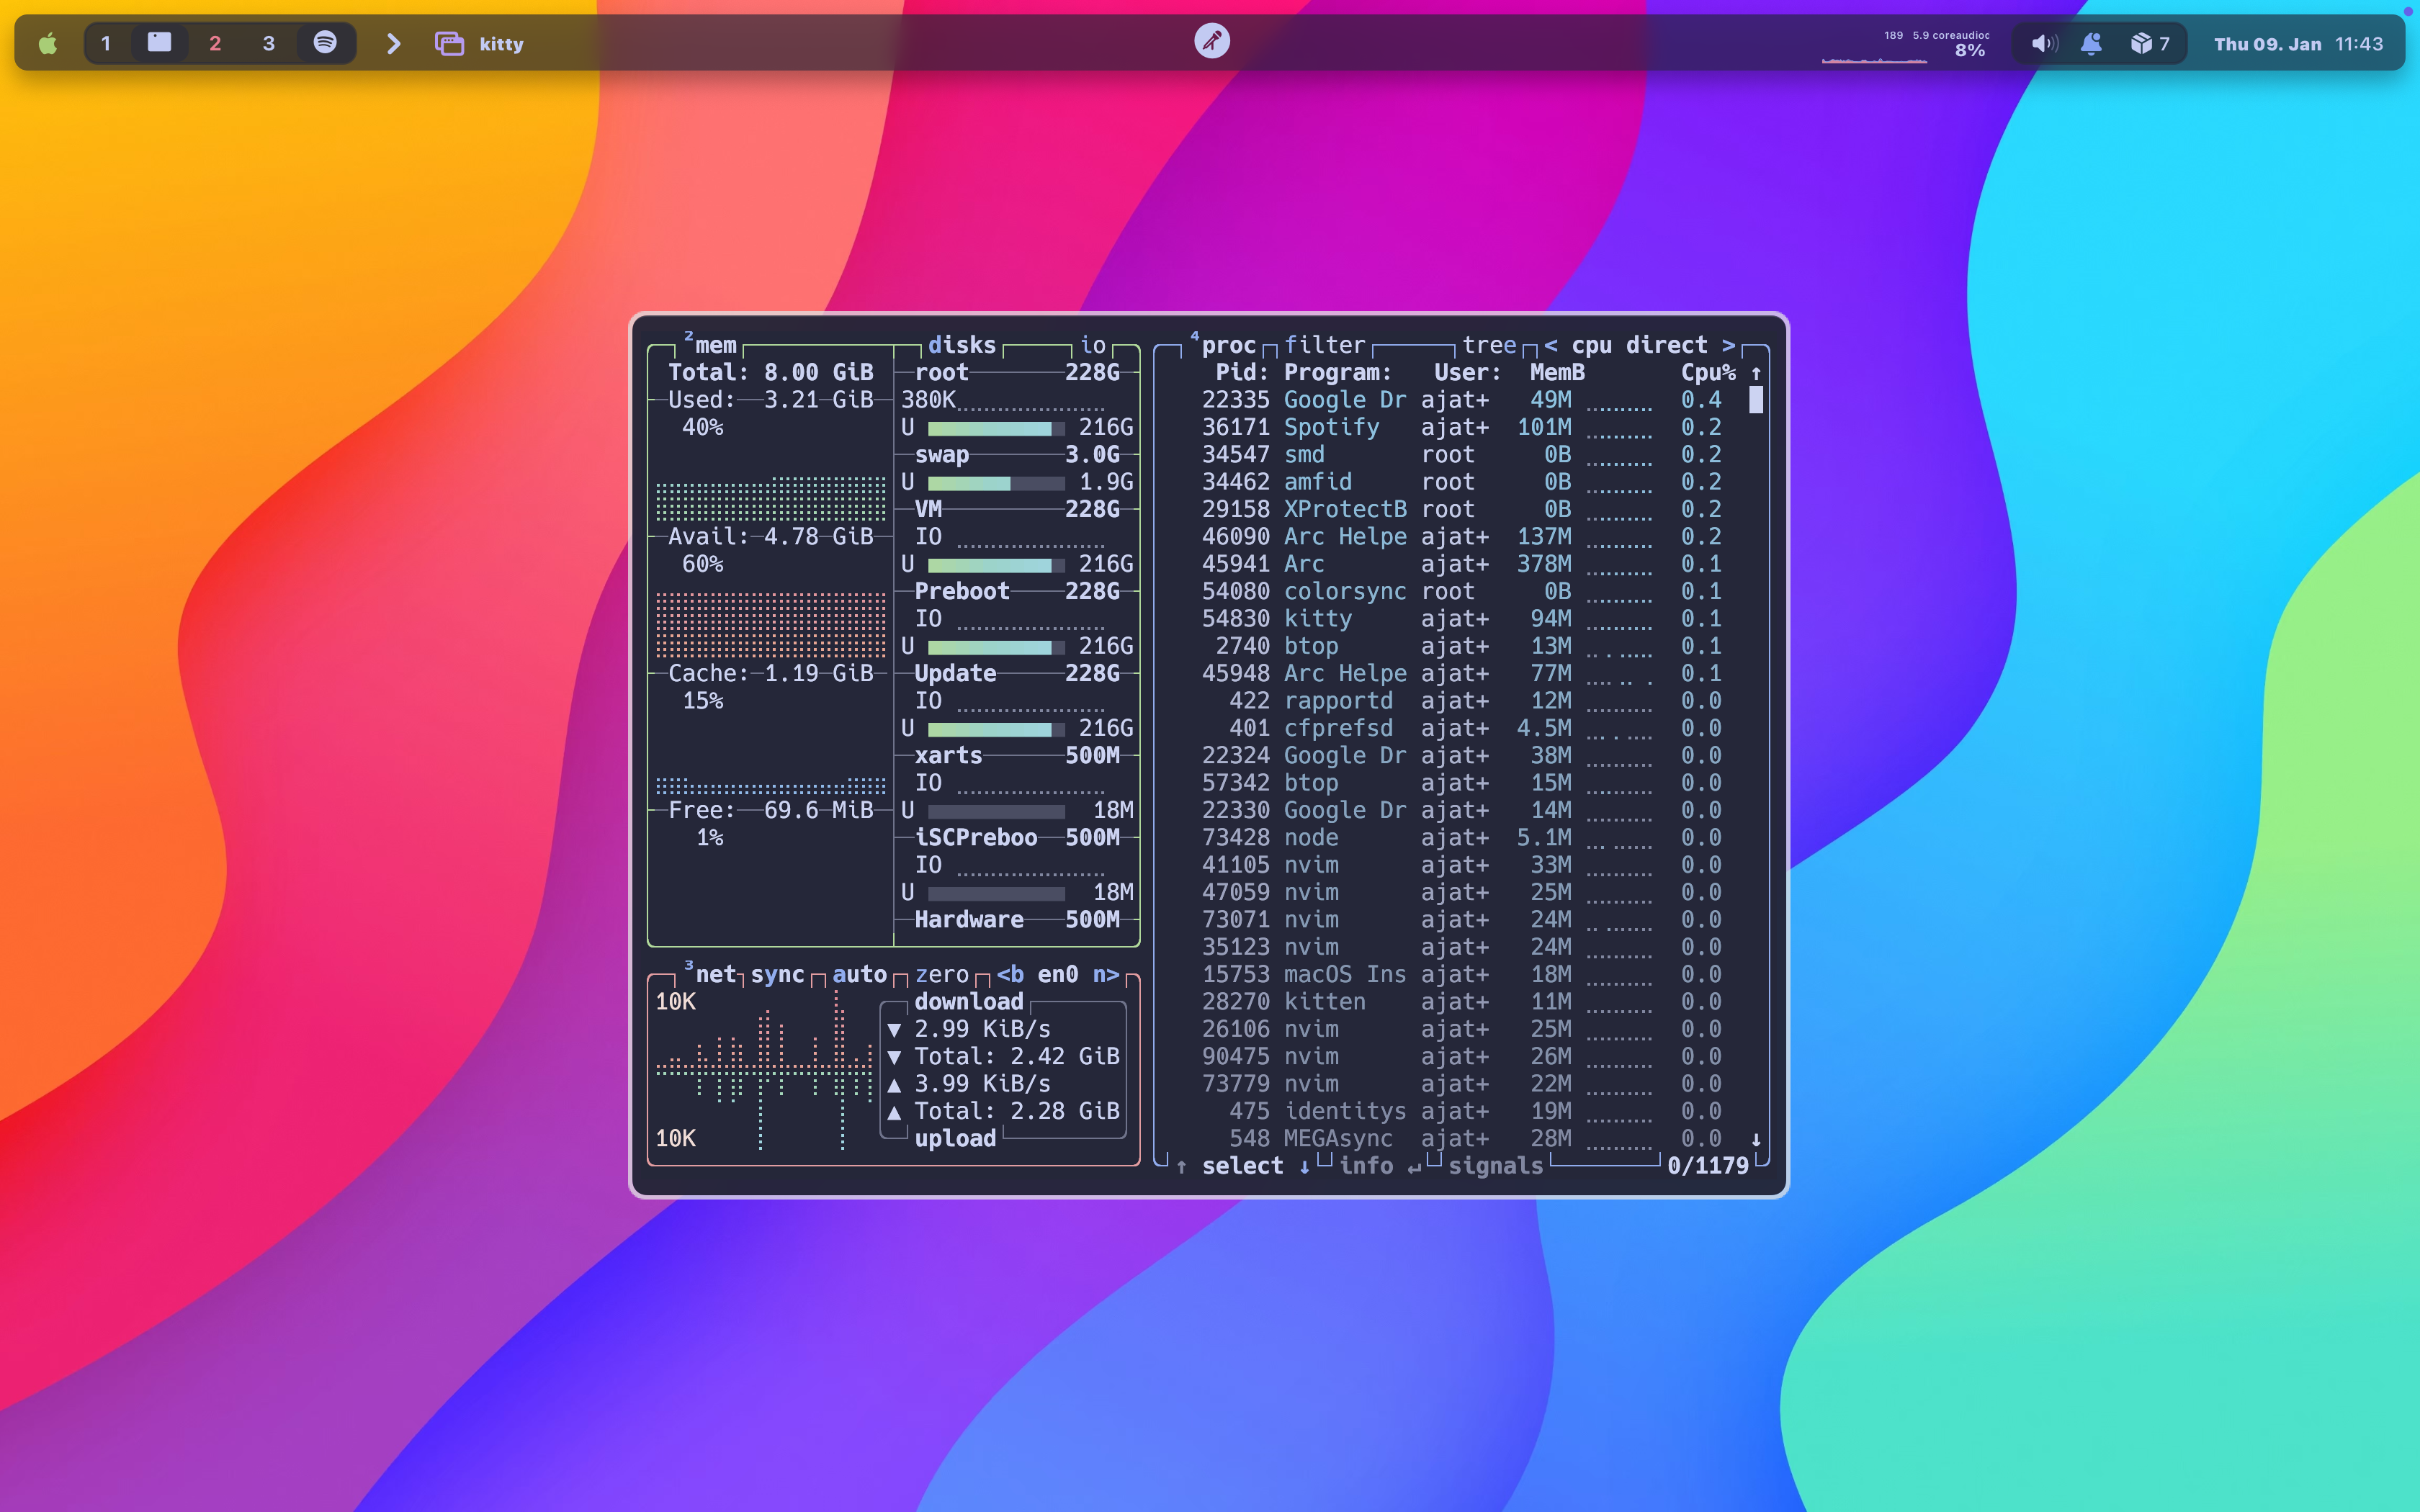 1 2 3 kitty
189 5.9 coreaudioc
8%
7
Thu 09. Jan 11:43
2mem disks io
Total: 8.00 GiB
Used: 3.21 GiB
40%
Avail: 4.78 GiB
60%
Cache: 1.19 GiB
15%
Free: 69.6 MiB
1%
root 228G
380K
U 216G
swap 3.0G
U 1.9G
VM 228G
IO
U 216G
Preboot 228G
IO
U 216G
Update 228G
IO
U 216G
xarts 500M
IO
U 18M
iSCPreboo 500M
IO
U 18M
Hardware 500M
3net sync auto zero <b en0 n>
10K
10K
download
▼ 2.99 KiB/s
▼ Total: 2.42 GiB
▲ 3.99 KiB/s
▲ Total: 2.28 GiB
upload
4proc filter tree < cpu direct >
Pid: Program: User: MemB Cpu% ↑
22335 Google Dr ajat+ 49M 0.4
36171 Spotify ajat+ 101M 0.2
34547 smd root 0B 0.2
34462 amfid root 0B 0.2
29158 XProtectB root 0B 0.2
46090 Arc Helpe ajat+ 137M 0.2
45941 Arc ajat+ 378M 0.1
54080 colorsync root 0B 0.1
54830 kitty ajat+ 94M 0.1
2740 btop ajat+ 13M 0.1
45948 Arc Helpe ajat+ 77M 0.1
422 rapportd ajat+ 12M 0.0
401 cfprefsd ajat+ 4.5M 0.0
22324 Google Dr ajat+ 38M 0.0
57342 btop ajat+ 15M 0.0
22330 Google Dr ajat+ 14M 0.0
73428 node ajat+ 5.1M 0.0
41105 nvim ajat+ 33M 0.0
47059 nvim ajat+ 25M 0.0
73071 nvim ajat+ 24M 0.0
35123 nvim ajat+ 24M 0.0
15753 macOS Ins ajat+ 18M 0.0
28270 kitten ajat+ 11M 0.0
26106 nvim ajat+ 25M 0.0
90475 nvim ajat+ 26M 0.0
73779 nvim ajat+ 22M 0.0
475 identitys ajat+ 19M 0.0
548 MEGAsync ajat+ 28M 0.0 ↓
↑ select ↓ info ↵ signals 0/1179